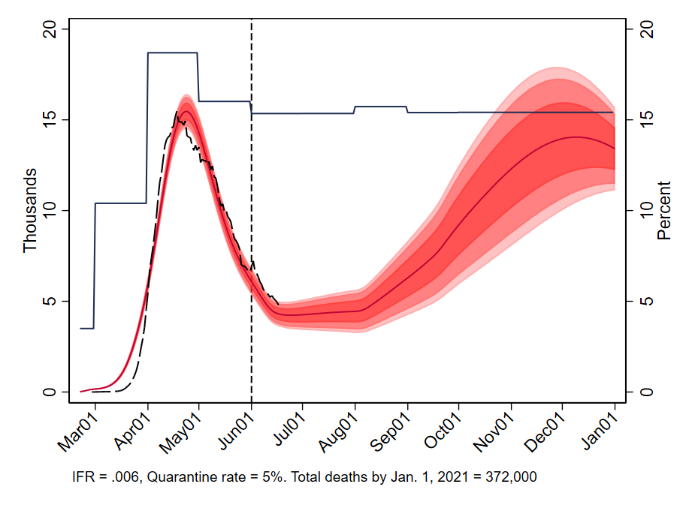 20
15
10
5
0
Thousands
20
15
10
5
0
Percent
Mar01
Apr01
May01
Jun01
Jul01
Aug01
Sep01
Oct01
Nov01
Dec01
Jan01
IFR = .006, Quarantine rate = 5%. Total deaths by Jan. 1, 2021 = 372,000